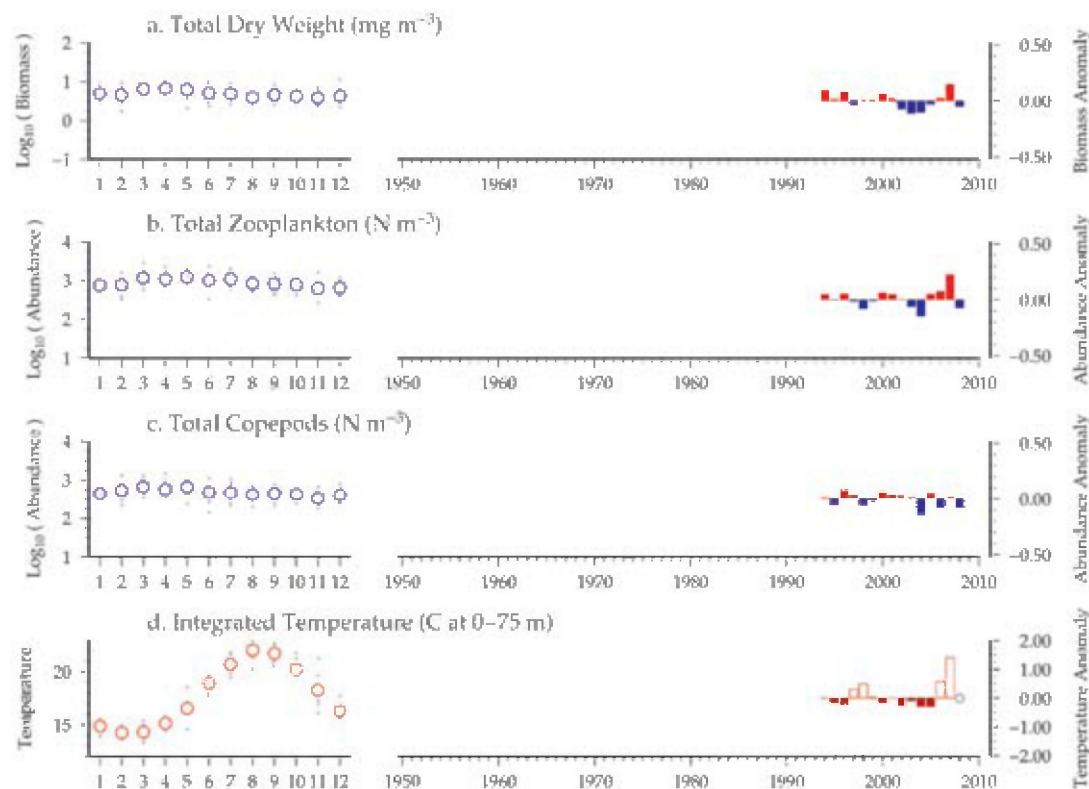 a. Total Dry Weight (mg m⁻³)
Log₁₀ ( Biomass )
2
1
0
−1
1 2 3 4 5 6 7 8 9 10 11 12
1950 1960 1970 1980 1990 2000 2010
0.50
0.00
−0.50
Biomass Anomaly
b. Total Zooplankton (N m⁻³)
Log₁₀ ( Abundance )
4
3
2
1
1 2 3 4 5 6 7 8 9 10 11 12
1950 1960 1970 1980 1990 2000 2010
0.50
0.00
−0.50
Abundance Anomaly
c. Total Copepods (N m⁻³)
Log₁₀ ( Abundance )
4
3
2
1
1 2 3 4 5 6 7 8 9 10 11 12
1950 1960 1970 1980 1990 2000 2010
0.50
0.00
−0.50
Abundance Anomaly
d. Integrated Temperature (C at 0–75 m)
Temperature
20
15
1 2 3 4 5 6 7 8 9 10 11 12
1950 1960 1970 1980 1990 2000 2010
2.00
1.00
0.00
−1.00
−2.00
Temperature Anomaly